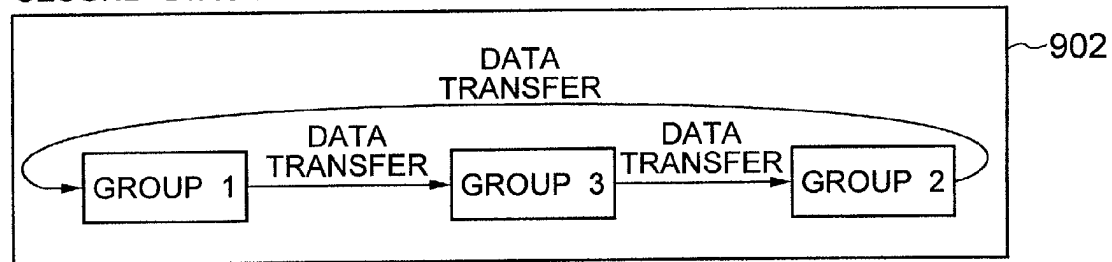 902
DATA
TRANSFER
DATA
TRANSFER
DATA
TRANSFER
GROUP 1
GROUP 3
GROUP 2